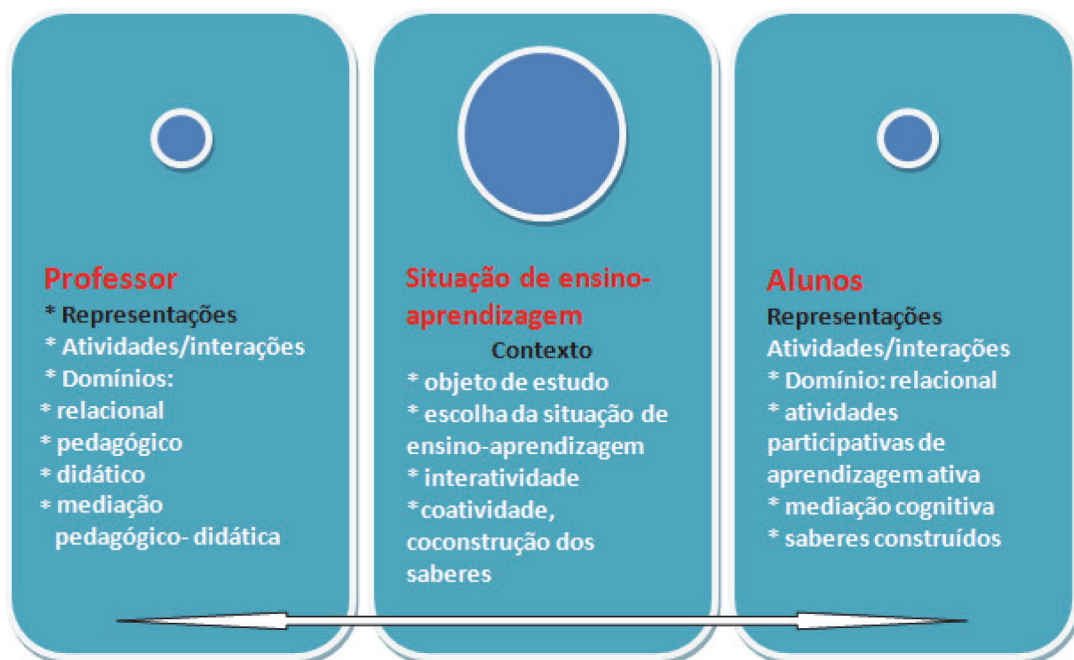 Professor
* Representações
* Atividades/interações
* Domínios:
* relacional
* pedagógico
* didático
* mediação
pedagógico- didática
Situação de ensino-
aprendizagem
Contexto
* objeto de estudo
* escolha da situação de
ensino-aprendizagem
* interatividade
*coatividade,
coconstrução dos
saberes
Alunos
Representações
Atividades/interações
* Domínio: relacional
* atividades
participativas de
aprendizagem ativa
* mediação cognitiva
* saberes construídos